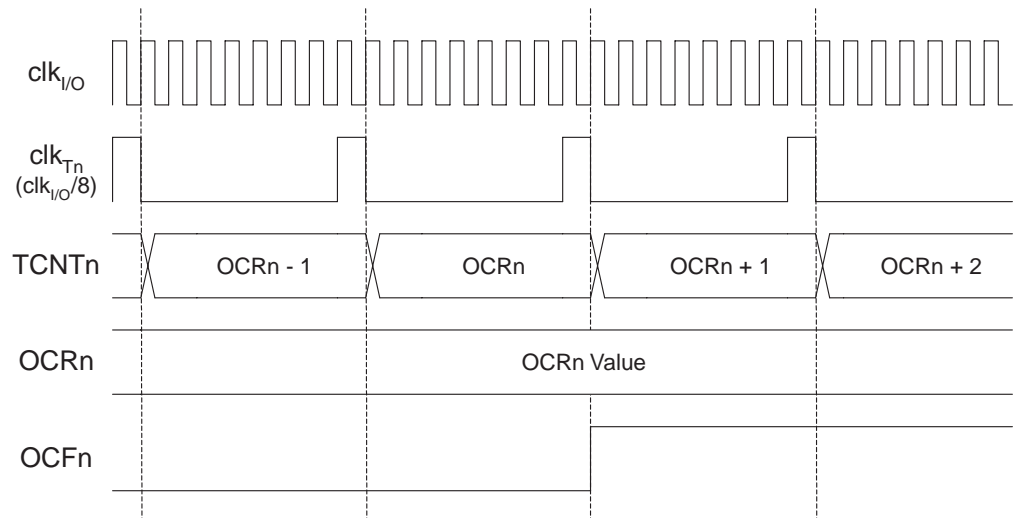 clkI/O
clkTn
(clkI/O/8)
TCNTn
OCRn - 1
OCRn
OCRn + 1
OCRn + 2
OCRn
OCRn Value
OCFn